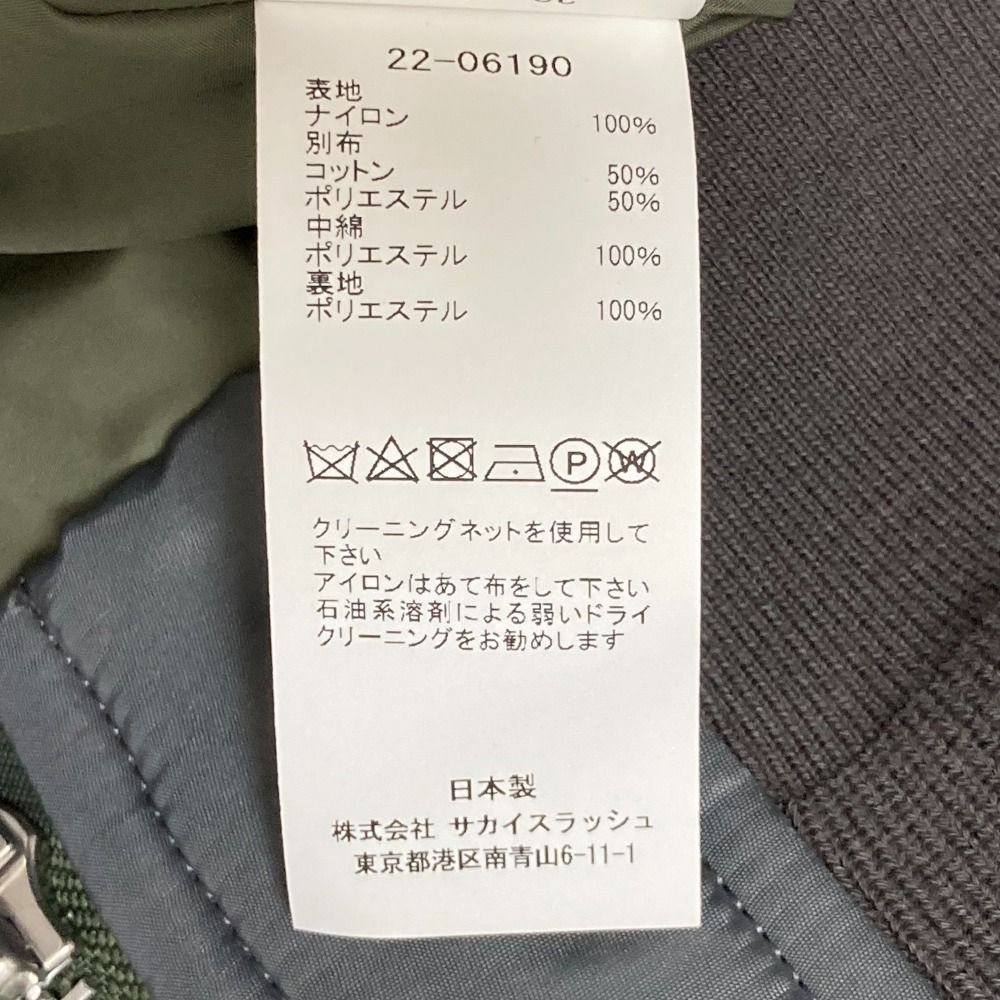 22-06190
表地
ナイロン 100%
別布
コットン 50%
ポリエステル 50%
中綿
ポリエステル 100%
裏地
ポリエステル 100%
P W
クリーニングネットを使用して
下さい
アイロンはあて布をして下さい
石油系溶剤による弱いドライ
クリーニングをお勧めします
日本製
株式会社 サカイスラッシュ
東京都港区南青山6-11-1